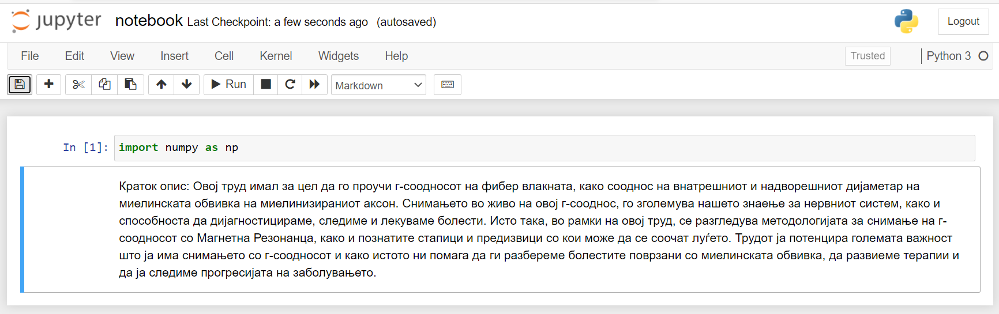 jupyter notebook Last Checkpoint: a few seconds ago (autosaved) Logout
File Edit View Insert Cell Kernel Widgets Help Trusted Python 3
Run Markdown
In [1]: import numpy as np
Краток опис: Овој труд имал за цел да го проучи г-соодносот на фибер влакната, како сооднос на внатрешниот и надворешниот дијаметар на
миелинската обвивка на миелинизираниот аксон. Снимањето во живо на овој г-сооднос, го зголемува нашето знаење за нервниот систем, како и
способноста да дијагностицираме, следиме и лекуваме болести. Исто така, во рамки на овој труд, се разгледува методологијата за снимање на г-
соодносот со Магнетна Резонанца, како и познатите стапици и предизвици со кои може да се соочат луѓето. Трудот ја потенцира големата важност
што ја има снимањето со г-соодносот и како истото ни помага да ги разбереме болестите поврзани со миелинската обвивка, да развиеме терапии и
да ја следиме прогресијата на заболувањето.